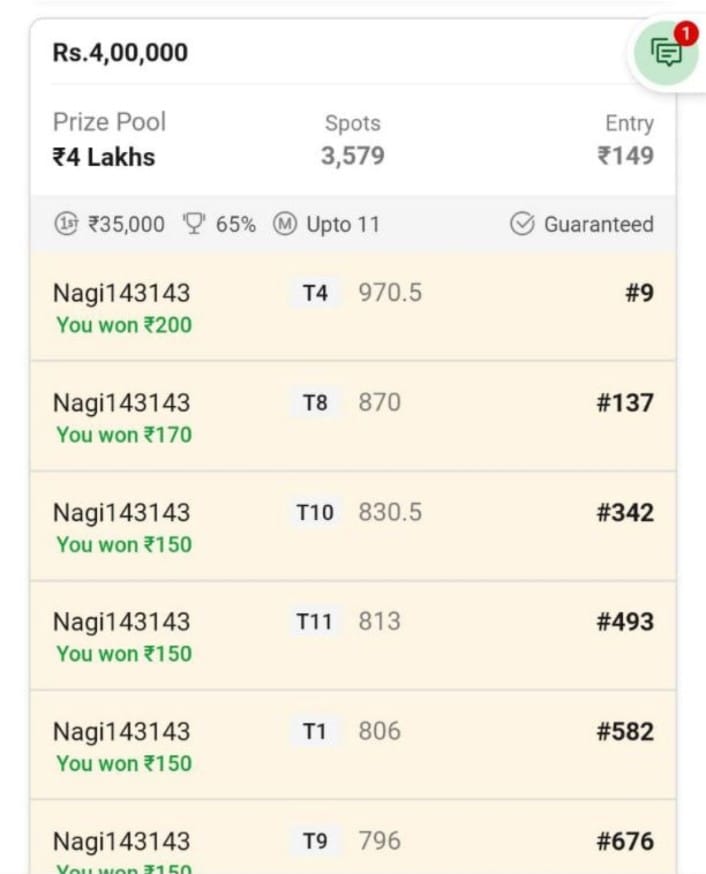 Rs.4,00,000
1
Prize Pool Spots Entry
₹4 Lakhs 3,579 ₹149
1ST ₹35,000 65% M Upto 11 Guaranteed
Nagi143143 T4 970.5 #9
You won ₹200
Nagi143143 T8 870 #137
You won ₹170
Nagi143143 T10 830.5 #342
You won ₹150
Nagi143143 T11 813 #493
You won ₹150
Nagi143143 T1 806 #582
You won ₹150
Nagi143143 T9 796 #676
You won ₹150